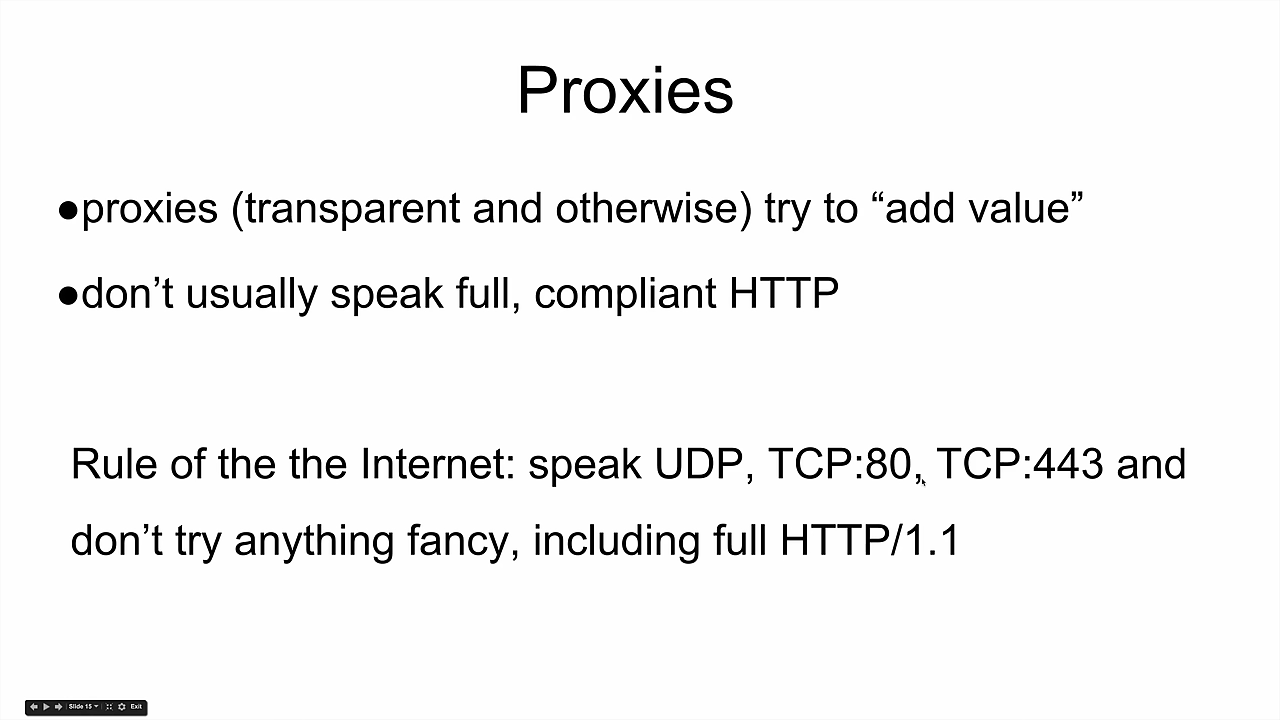 Proxies
●proxies (transparent and otherwise) try to “add value”
●don’t usually speak full, compliant HTTP
Rule of the the Internet: speak UDP, TCP:80, TCP:443 and
don’t try anything fancy, including full HTTP/1.1
Slide 15 Exit